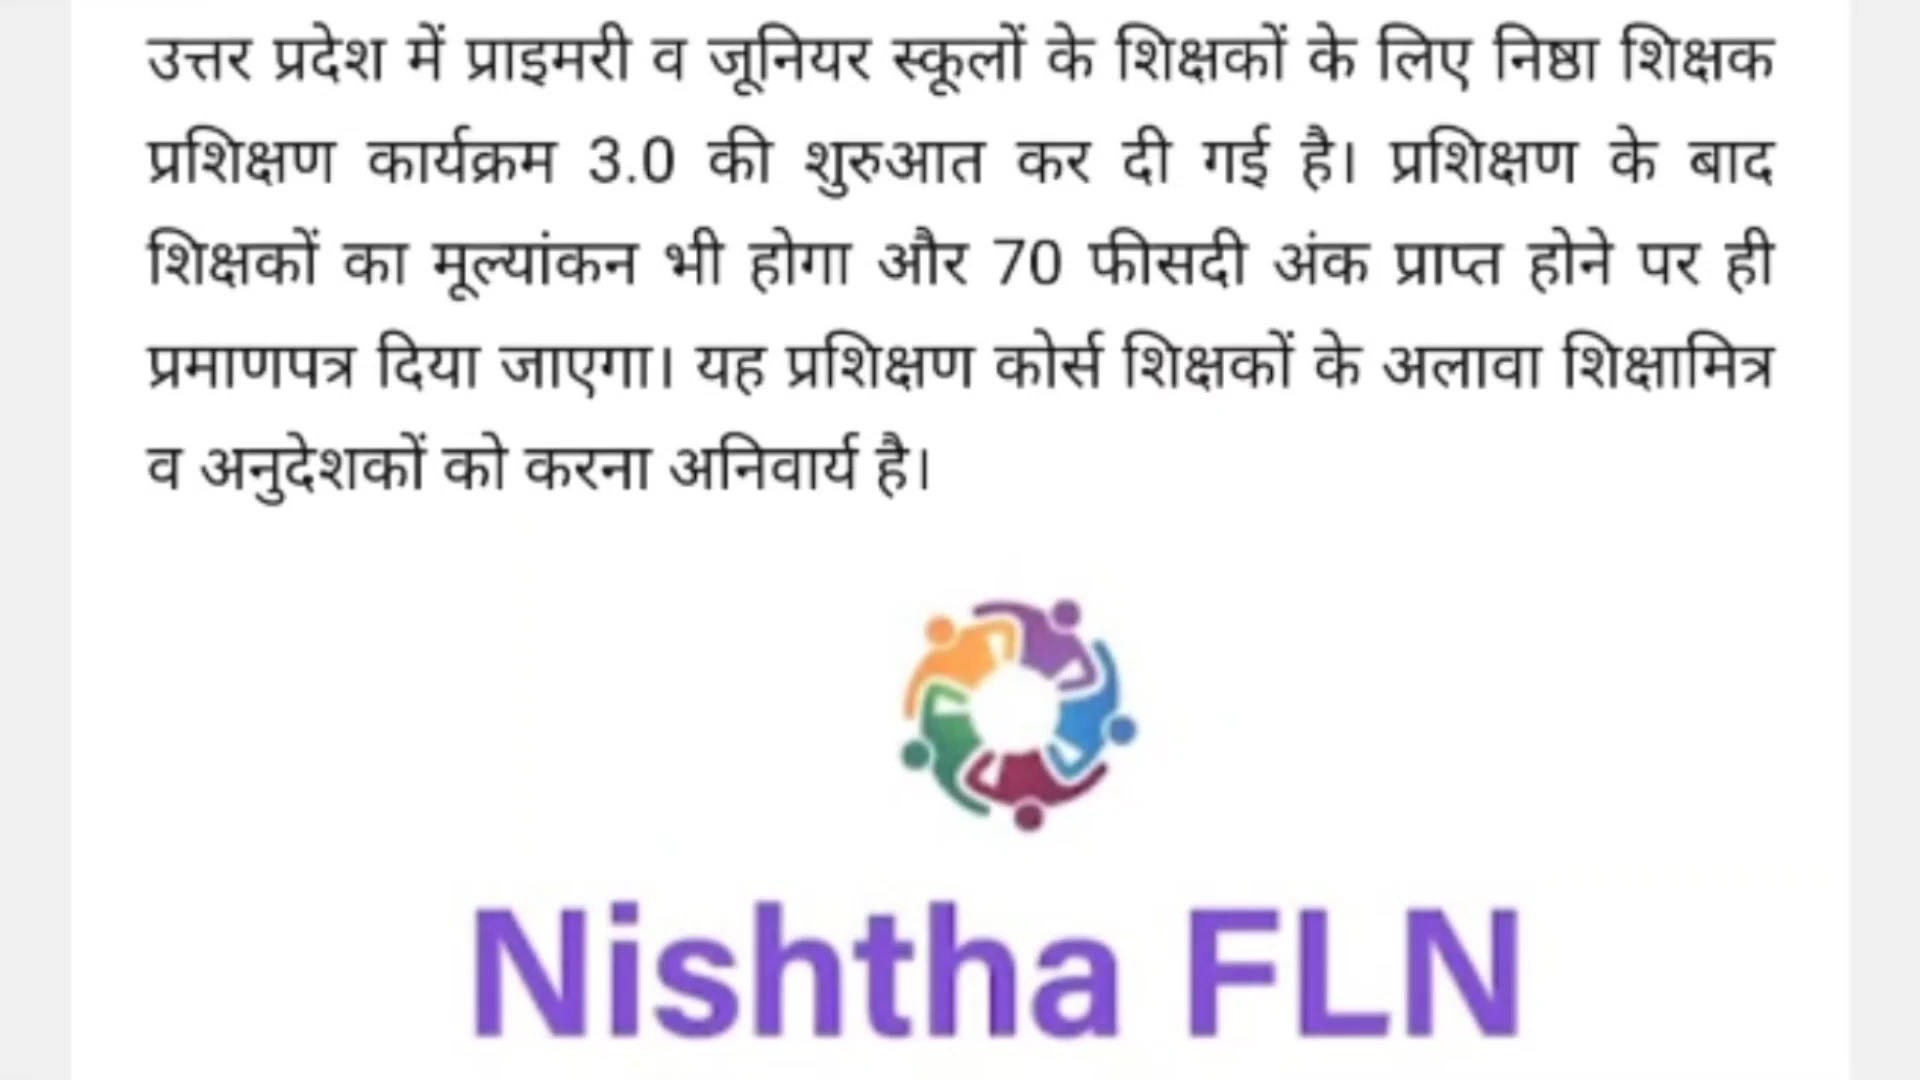 उत्तर प्रदेश में प्राइमरी व जूनियर स्कूलों के शिक्षकों के लिए निष्ठा शिक्षक
प्रशिक्षण कार्यक्रम 3.0 की शुरुआत कर दी गई है। प्रशिक्षण के बाद
शिक्षकों का मूल्यांकन भी होगा और 70 फीसदी अंक प्राप्त होने पर ही
प्रमाणपत्र दिया जाएगा। यह प्रशिक्षण कोर्स शिक्षकों के अलावा शिक्षामित्र
व अनुदेशकों को करना अनिवार्य है।
Nishtha FLN